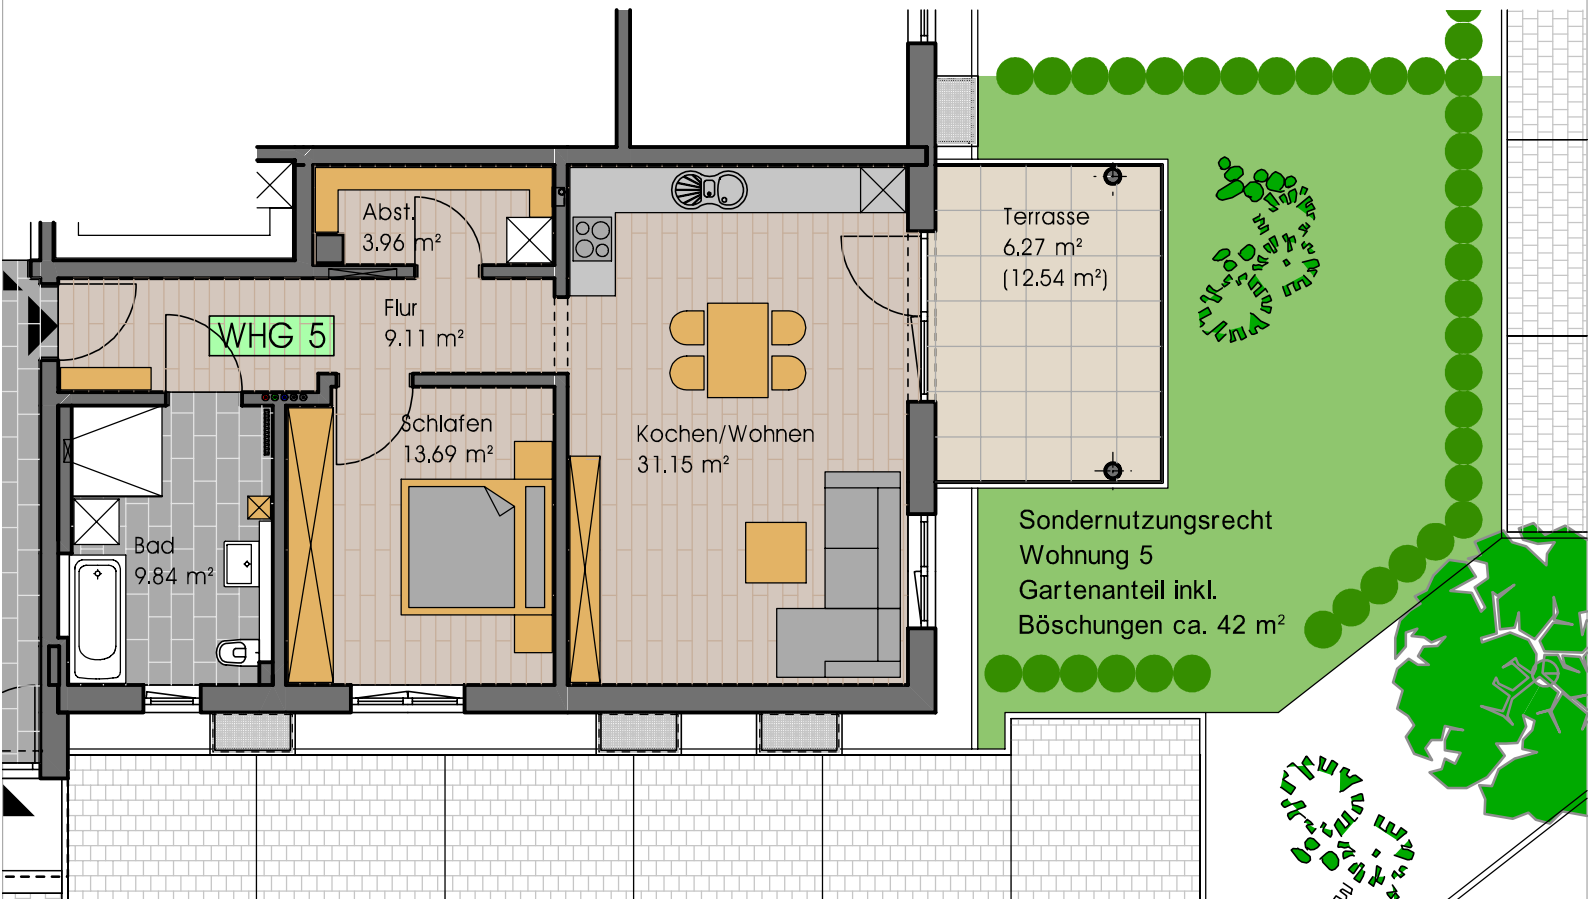 Abst.
3.96 m²
Flur
9.11 m²
WHG 5
Schlafen
13.69 m²
Bad
9.84 m²
Kochen/Wohnen
31.15 m²
Terrasse
6.27 m²
(12.54 m²)
Sondernutzungsrecht
Wohnung 5
Gartenanteil inkl.
Böschungen ca. 42 m²